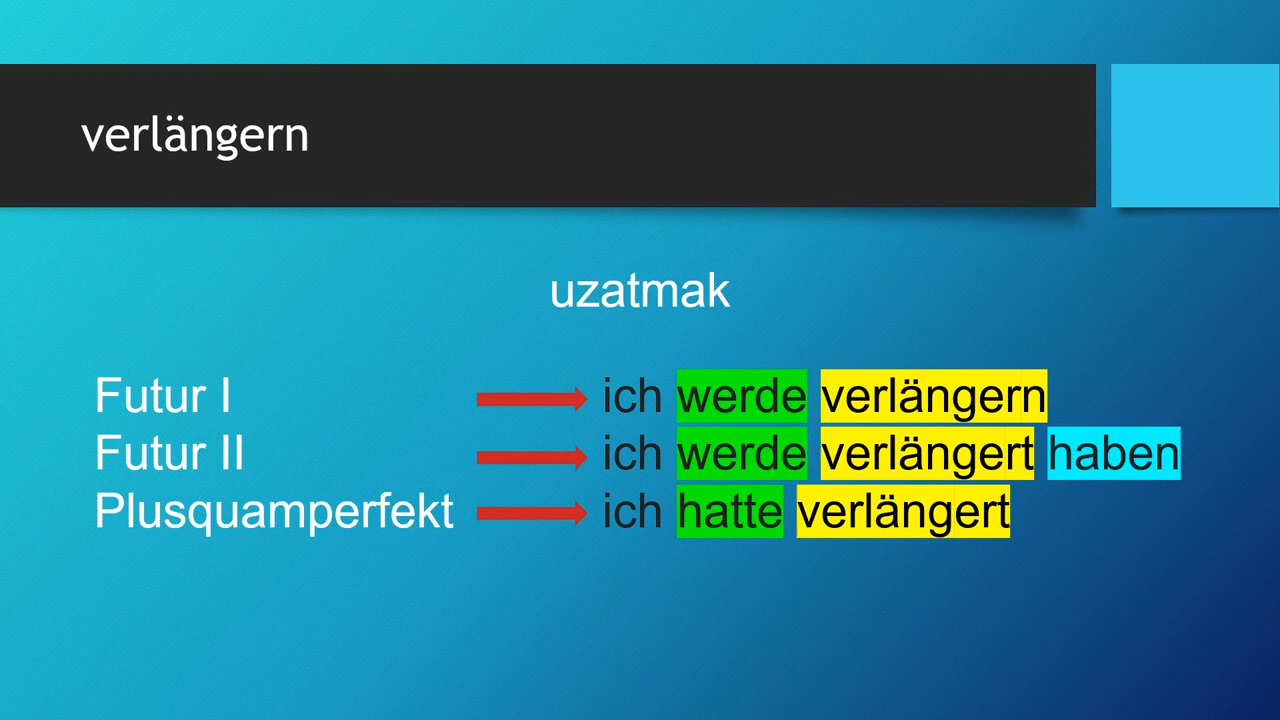 verlängern
uzatmak
Futur I ich werde verlängern
Futur II ich werde verlängert haben
Plusquamperfekt ich hatte verlängert